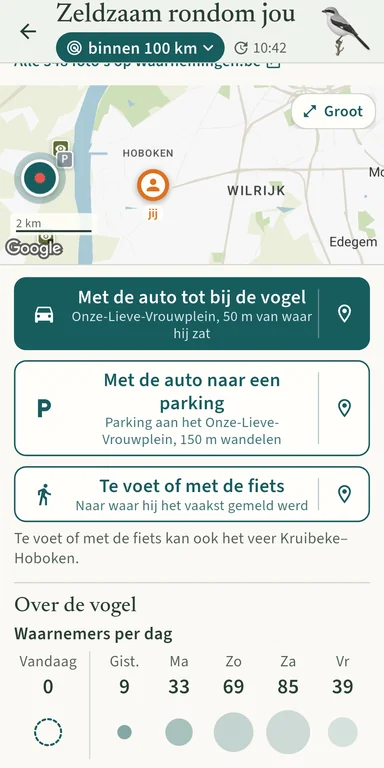 Zeldzaam rondom jou
binnen 100 km
10:42
Groot
HOBOKEN
P
jij
WILRIJK
2 km
Google
Edegem
Met de auto tot bij de vogel
Onze-Lieve-Vrouwplein, 50 m van waar
hij zat
P
Met de auto naar een
parking
Parking aan het Onze-Lieve-
Vrouwplein, 150 m wandelen
Te voet of met de fiets
Naar waar hij het vaakst gemeld werd
Te voet of met de fiets kan ook het veer Kruibeke–
Hoboken.
Over de vogel
Waarnemers per dag
Vandaag Gist. Ma Zo Za Vr
0 9 33 69 85 39